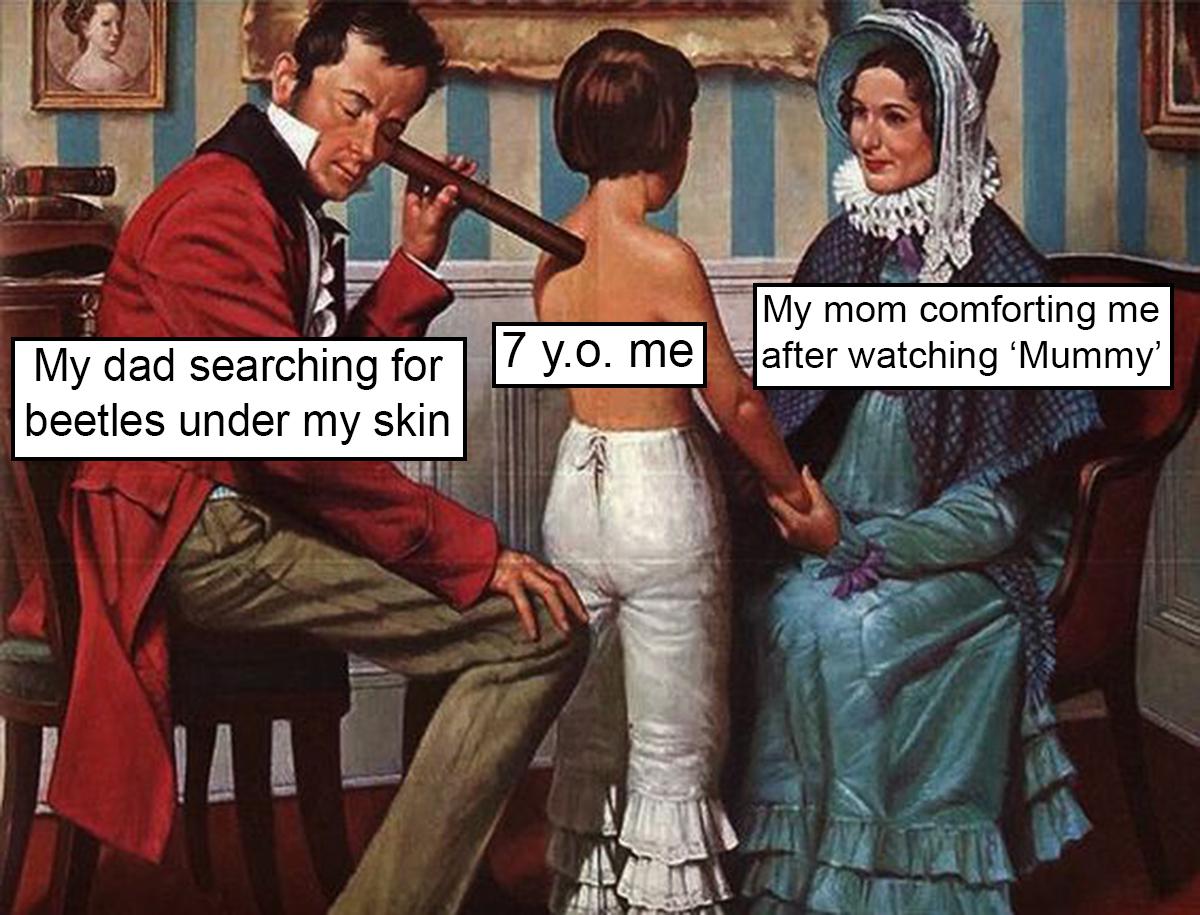 My dad searching for
beetles under my skin
7 y.o. me
My mom comforting me
after watching ‘Mummy’